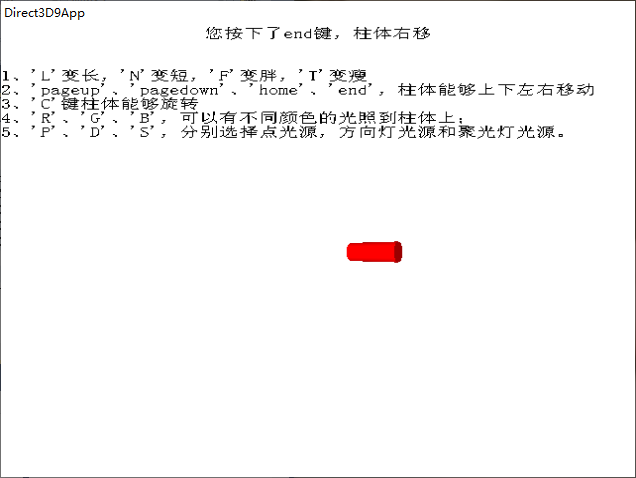 Direct3D9App
您按下了end键，柱体右移
1、'L'变长，'N'变短，'F'变胖，'T'变瘦
2、'pageup'、'pagedown'、'home'、'end'，柱体能够上下左右移动
3、'C'键柱体能够旋转
4、'R'、'G'、'B'，可以有不同颜色的光照到柱体上；
5、'P'、'D'、'S'，分别选择点光源，方向灯光源和聚光灯光源。